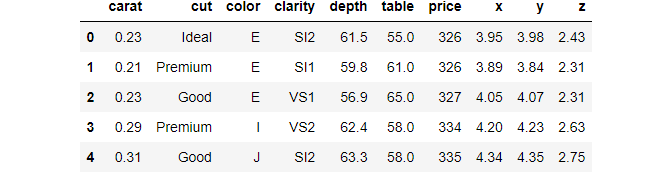 carat cut color clarity depth table price x y z
0 0.23 Ideal E SI2 61.5 55.0 326 3.95 3.98 2.43
1 0.21 Premium E SI1 59.8 61.0 326 3.89 3.84 2.31
2 0.23 Good E VS1 56.9 65.0 327 4.05 4.07 2.31
3 0.29 Premium I VS2 62.4 58.0 334 4.20 4.23 2.63
4 0.31 Good J SI2 63.3 58.0 335 4.34 4.35 2.75